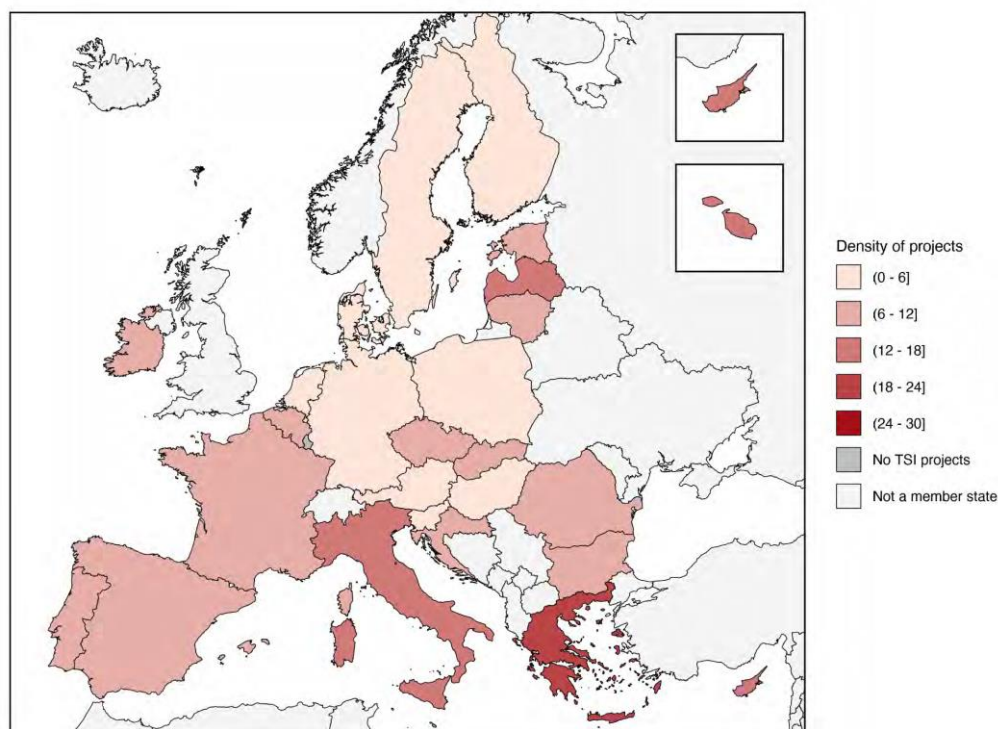 Density of projects
(0 - 6]
(6 - 12]
(12 - 18]
(18 - 24]
(24 - 30]
No TSI projects
Not a member state